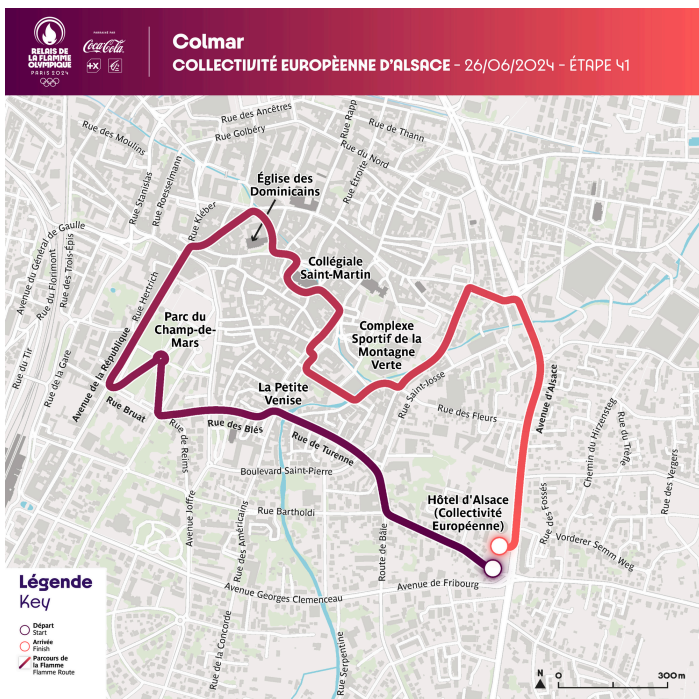 RELAIS DE
LA FLAMME
OLYMPIQUE
PARIS 2024
Coca-Cola
Colmar
COLLECTIVITÉ EUROPÈENNE D'ALSACE - 26/06/2024 - ÉTAPE 41
Rue des Ancêtres
Rue Golbéry
Rue des Moulins
Rue Rapp
Rue de Thann
Rue du Nord
Rue Étroite
Rue Stanislas
Rue Roesselmann
Rue Kléber
Église des
Dominicains
Avenue du Général de Gaulle
Rue du Florimont
Rue des Trois-Épis
Collégiale
Saint-Martin
Rue Hertrich
Parc du
Champ-de-
Mars
Complexe
Sportif de la
Montagne
Verte
Rue du Tir
Rue de la Gare
Avenue de la République
Rue Bruat
La Petite
Venise
Rue Saint-Josse
Rue des Fleurs
Avenue d'Alsace
Chemin du Hirzensteg
Rue du Trèfle
Rue des Vergers
Rue de Reims
Rue des Blés
Rue de Turenne
Boulevard Saint-Pierre
Avenue Joffre
Rue des Américains
Rue Bartholdi
Route de Bâle
Hôtel d'Alsace
(Collectivité
Européenne)
Rue des Fossés
Vorderer Semm Weg
Avenue de Fribourg
Avenue Georges Clemenceau
Rue de la Concorde
Rue Serpentine
Légende
Key
Départ
Start
Arrivée
Finish
Parcours de
la Flamme
Flamme Route
N
0
300 m